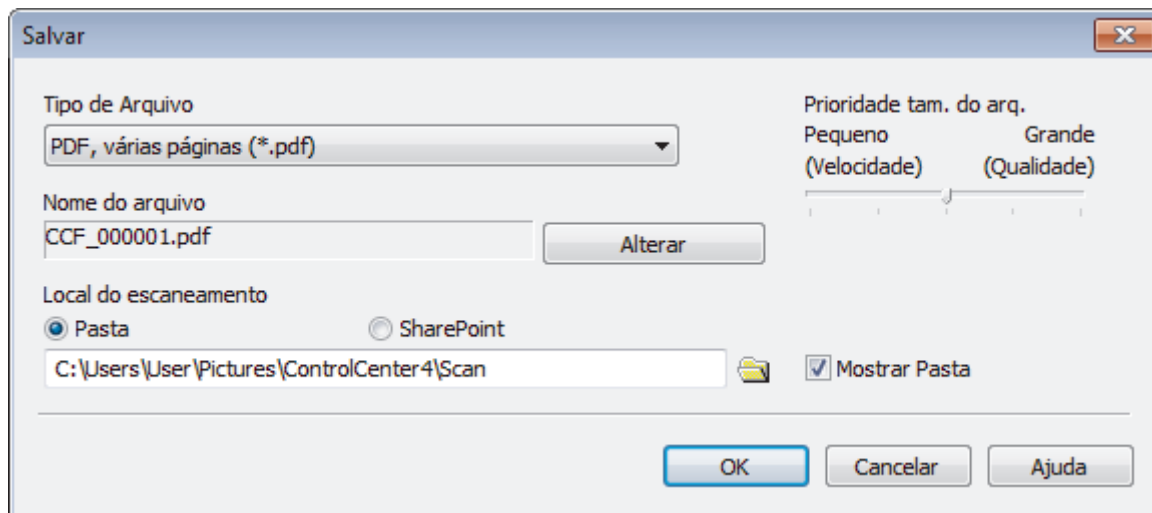 Salvar
Tipo de Arquivo
PDF, várias páginas (*.pdf)
Prioridade tam. do arq.
Pequeno Grande
(Velocidade) (Qualidade)
Nome do arquivo
CCF_000001.pdf
Alterar
Local do escaneamento
Pasta SharePoint
C:\Users\User\Pictures\ControlCenter4\Scan
Mostrar Pasta
OK Cancelar Ajuda